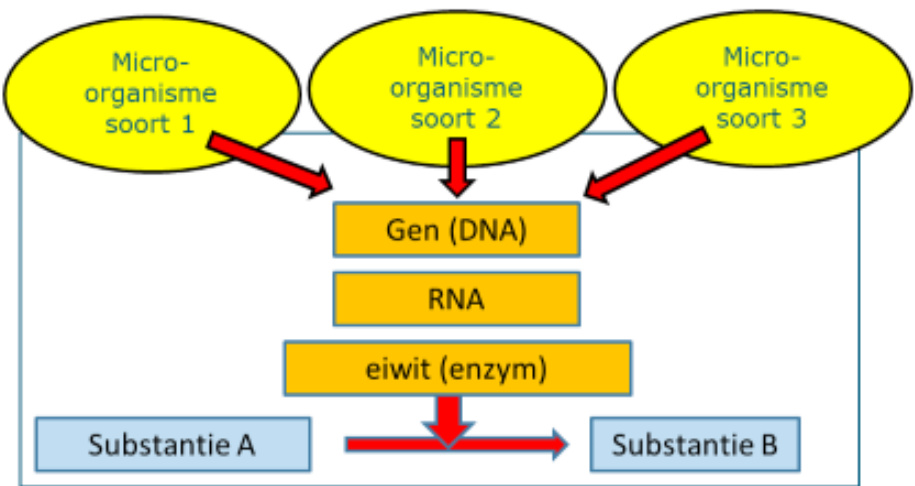 Micro-
organisme
soort 1
Micro-
organisme
soort 2
Micro-
organisme
soort 3
Gen (DNA)
RNA
eiwit (enzym)
Substantie A
Substantie B